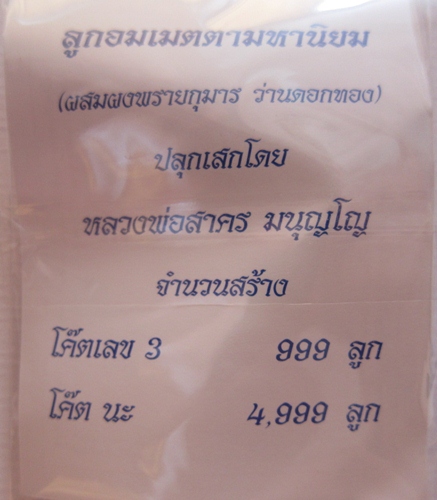 ลูกอมเมตตามหานิยม
(ผสมผงพรายกุมาร ว่านดอกทอง)
ปลุกเสกโดย
หลวงพ่อสาคร มนุญโญ
จำนวนสร้าง
โค๊ตเลข 3 999 ลูก
โค๊ต นะ 4,999 ลูก